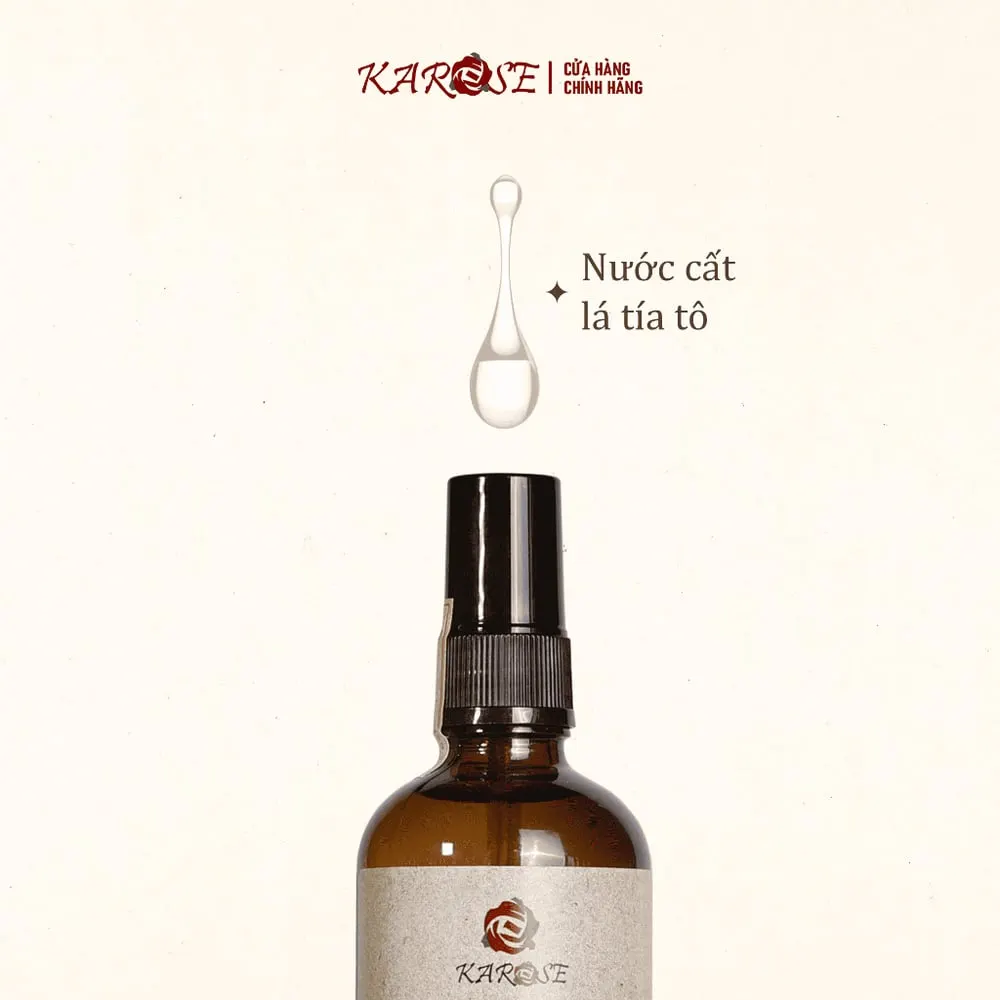 KAROSE
CỬA HÀNG
CHÍNH HÃNG
Nước cất
lá tía tô
KAROSE